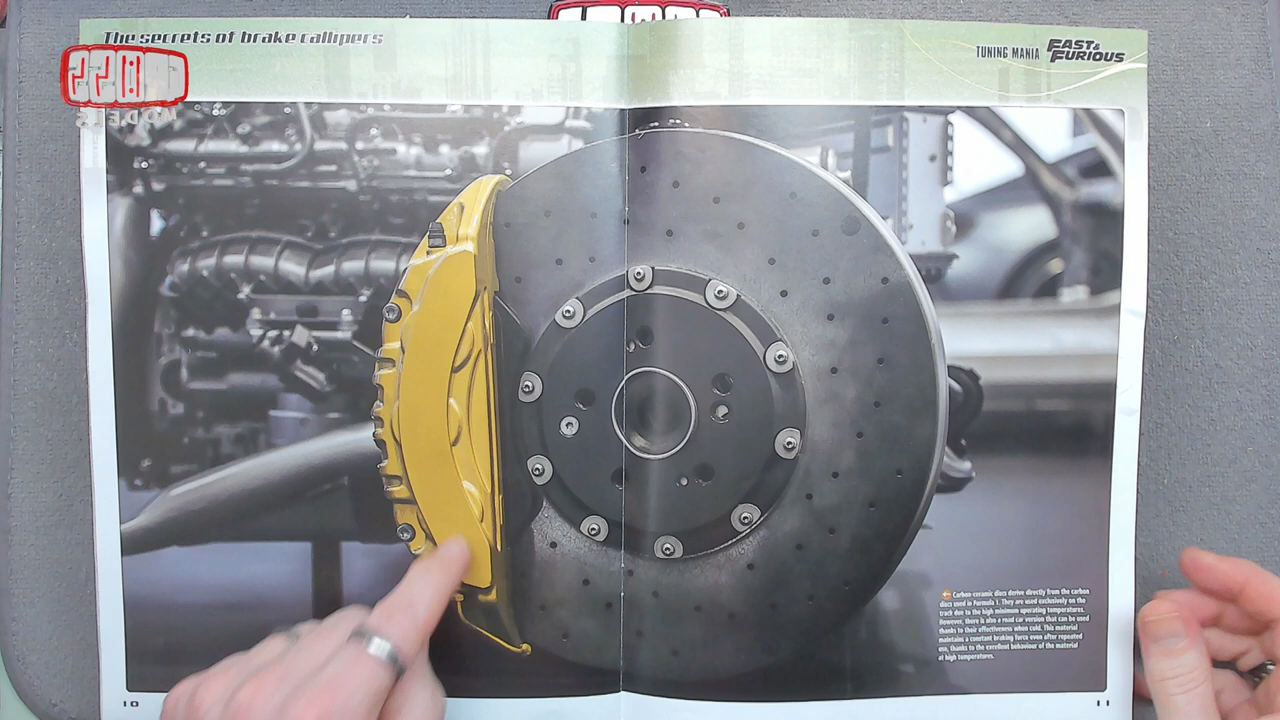 The secrets of brake callipers
TUNING MANIA
FAST &
FURIOUS
MODELS
Carbon-ceramic discs derive directly from the carbon
discs used in Formula 1. They are used exclusively on the
track due to the high minimum operating temperatures.
However, there is also a road car version that can be used
thanks to their effectiveness when cold. This material
maintains a constant braking force even after repeated
use, thanks to the excellent behaviour of the material
at high temperatures.
10
11